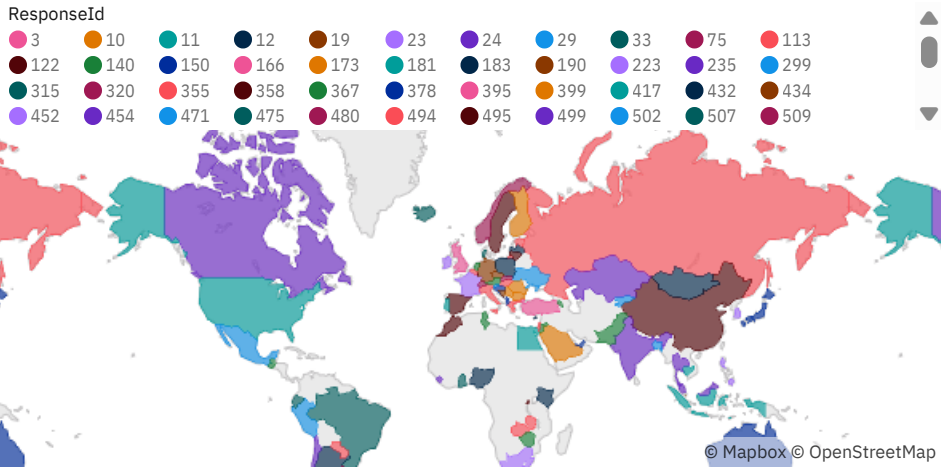 ResponseId
3 10 11 12 19 23 24 29 33 75 113
122 140 150 166 173 181 183 190 223 235 299
315 320 355 358 367 378 395 399 417 432 434
452 454 471 475 480 494 495 499 502 507 509
© Mapbox © OpenStreetMap